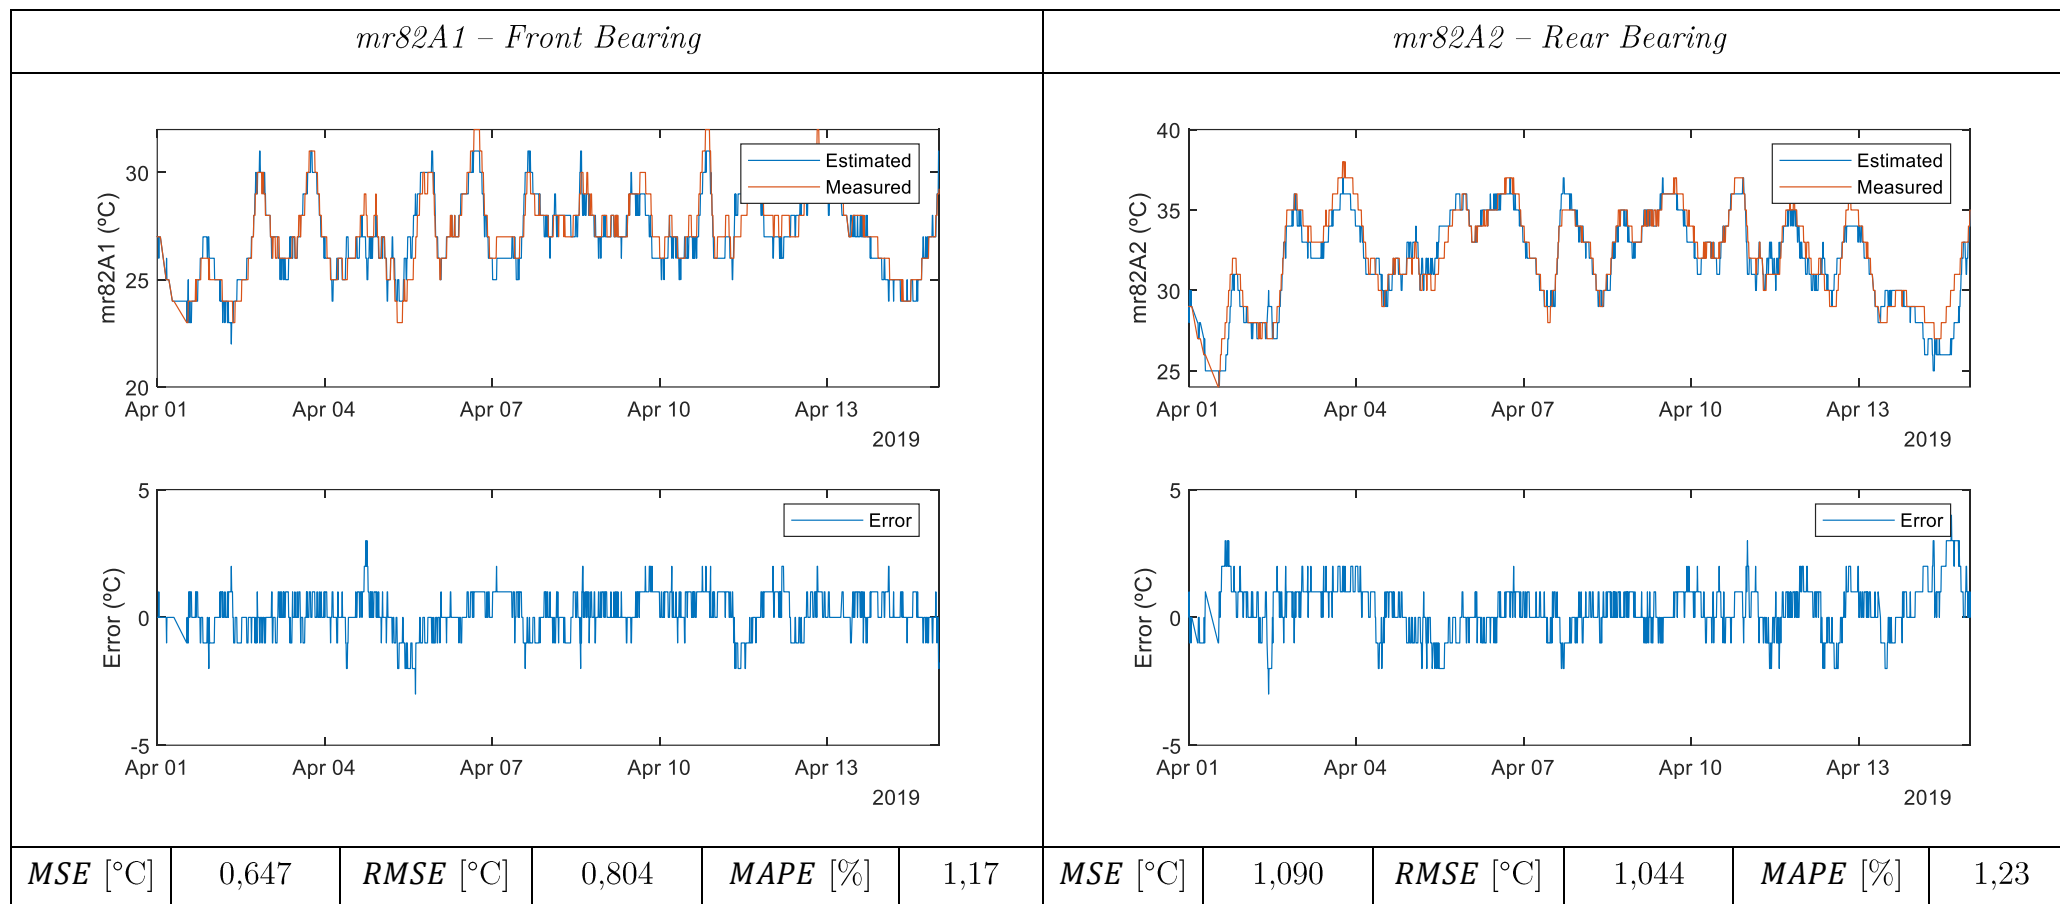 mr82A1 – Front Bearing
mr82A2 – Rear Bearing
mr82A1 (ºC)
30
25
20
Estimated
Measured
Apr 01 Apr 04 Apr 07 Apr 10 Apr 13
2019
Error (ºC)
5
0
-5
Error
Apr 01 Apr 04 Apr 07 Apr 10 Apr 13
2019
mr82A2 (ºC)
40
35
30
25
Estimated
Measured
Apr 01 Apr 04 Apr 07 Apr 10 Apr 13
2019
Error (ºC)
5
0
-5
Error
Apr 01 Apr 04 Apr 07 Apr 10 Apr 13
2019
MSE [°C] 0,647 RMSE [°C] 0,804 MAPE [%] 1,17 MSE [°C] 1,090 RMSE [°C] 1,044 MAPE [%] 1,23